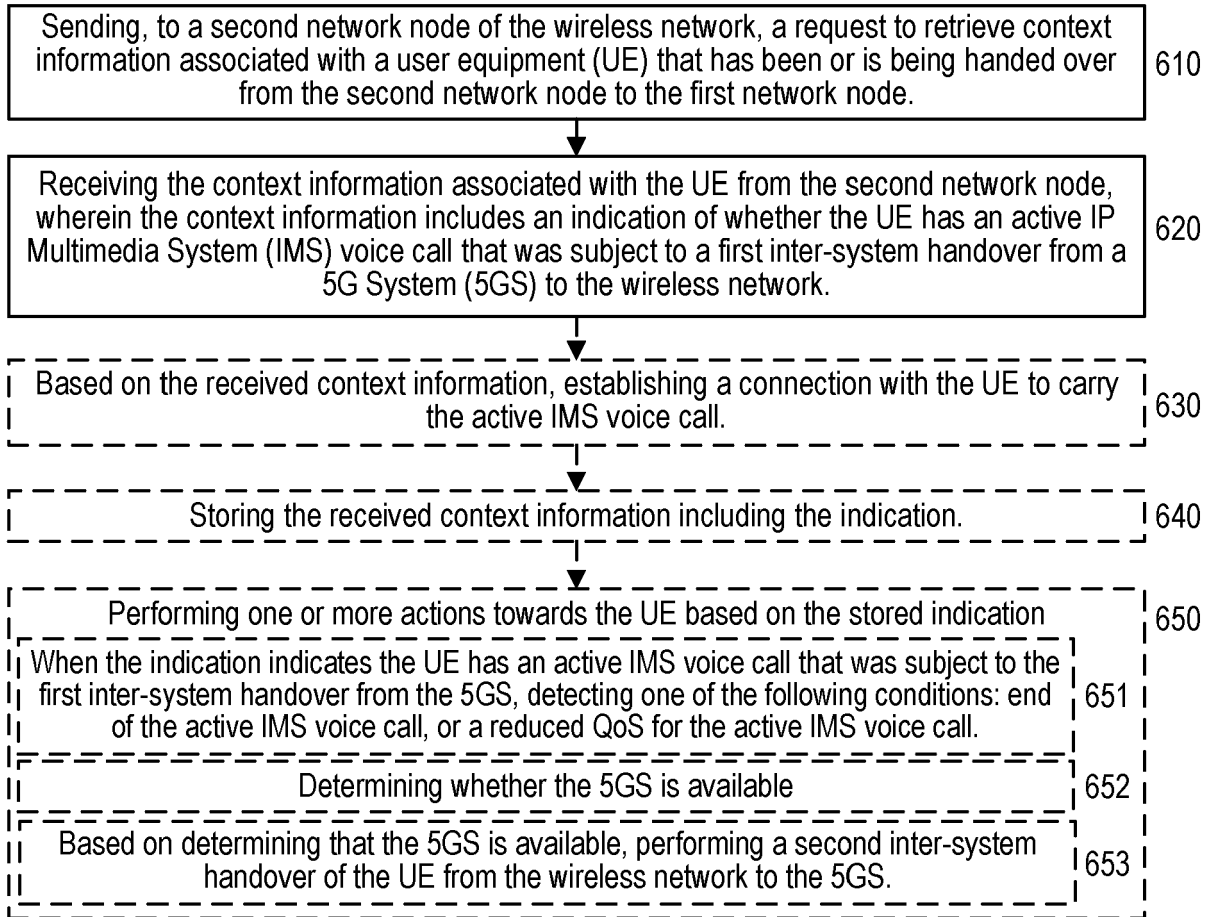 Sending, to a second network node of the wireless network, a request to retrieve context
information associated with a user equipment (UE) that has been or is being handed over
from the second network node to the first network node.
610
Receiving the context information associated with the UE from the second network node,
wherein the context information includes an indication of whether the UE has an active IP
Multimedia System (IMS) voice call that was subject to a first inter-system handover from a
5G System (5GS) to the wireless network.
620
Based on the received context information, establishing a connection with the UE to carry
the active IMS voice call.
630
Storing the received context information including the indication.
640
Performing one or more actions towards the UE based on the stored indication
650
When the indication indicates the UE has an active IMS voice call that was subject to the
first inter-system handover from the 5GS, detecting one of the following conditions: end
of the active IMS voice call, or a reduced QoS for the active IMS voice call.
651
Determining whether the 5GS is available
652
Based on determining that the 5GS is available, performing a second inter-system
handover of the UE from the wireless network to the 5GS.
653